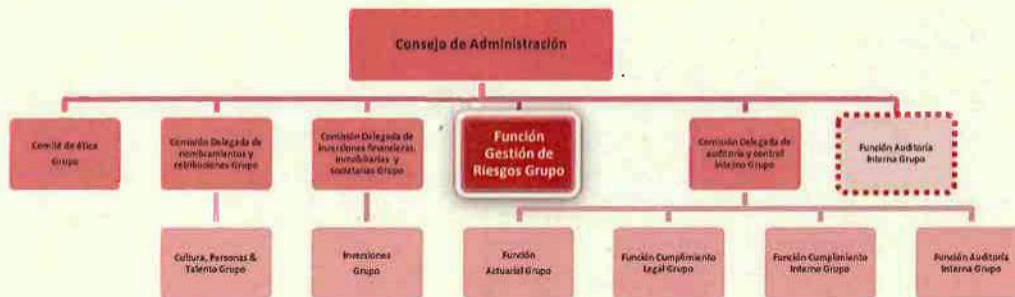 Consejo de Administración
Comité de ética
Grupo
Comisión Delegada de
nombramientos y
retribuciones Grupo
Comisión Delegada de
inversiones financieras,
inmobiliarias y
societarias Grupo
Función
Gestión de
Riesgos Grupo
Comisión Delegada de
auditoría y control
interno Grupo
Función Auditoría
Interna Grupo
Cultura, Personas &
Talento Grupo
Inversiones
Grupo
Función
Actuarial Grupo
Función Cumplimiento
Legal Grupo
Función Cumplimiento
Interno Grupo
Función Auditoría
Interna Grupo